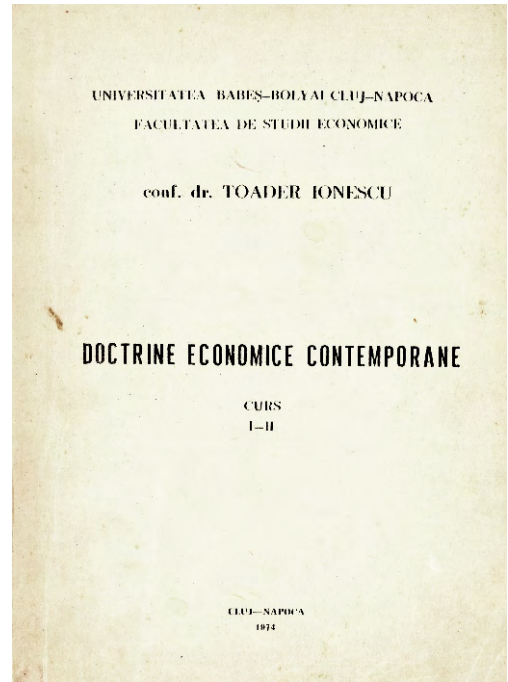 UNIVERSITATEA BABEȘ–BOLYAI CLUJ–NAPOCA
FACULTATEA DE STUDII ECONOMICE
conf. dr. TOADER IONESCU
DOCTRINE ECONOMICE CONTEMPORANE
CURS
I–II
CLUJ—NAPOCA
1974